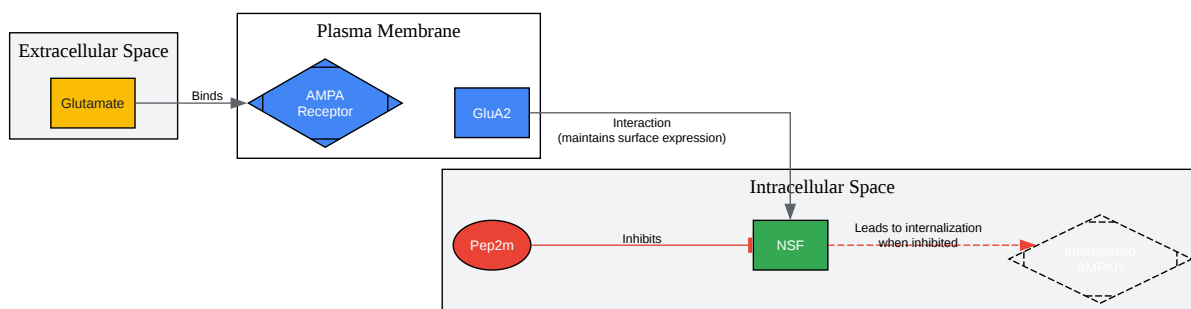 Extracellular Space
Glutamate
Binds
Plasma Membrane
AMPA
Receptor
GluA2
Interaction
(maintains surface expression)
Intracellular Space
Pep2m
Inhibits
NSF
Leads to internalization
when inhibited
Internalized
AMPAR